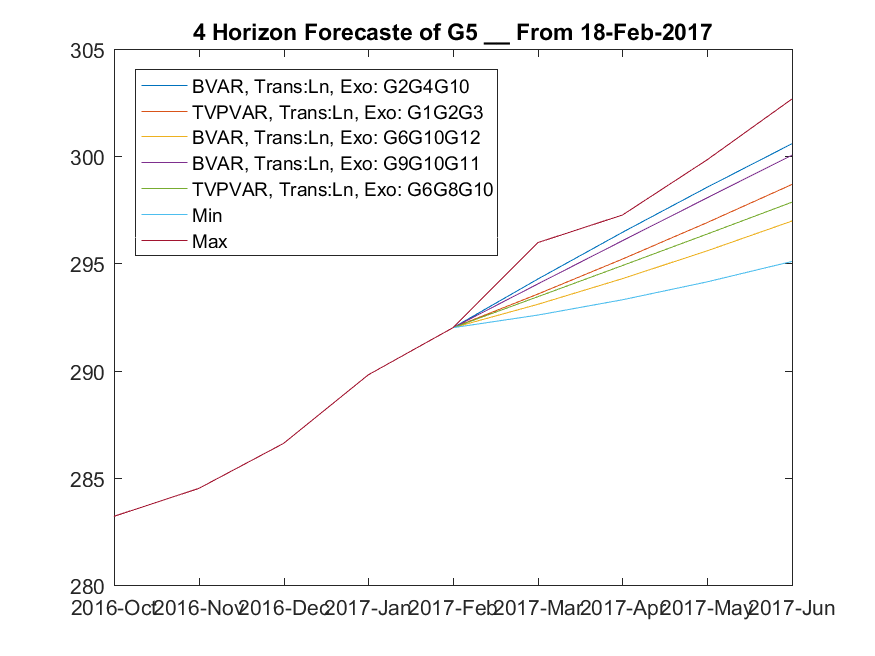 4 Horizon Forecaste of G5 __ From 18-Feb-2017
305
300
295
290
285
280
BVAR, Trans:Ln, Exo: G2G4G10
TVPVAR, Trans:Ln, Exo: G1G2G3
BVAR, Trans:Ln, Exo: G6G10G12
BVAR, Trans:Ln, Exo: G9G10G11
TVPVAR, Trans:Ln, Exo: G6G8G10
Min
Max
2016-Oct 2016-Nov 2016-Dec 2017-Jan 2017-Feb 2017-Mar 2017-Apr 2017-May 2017-Jun